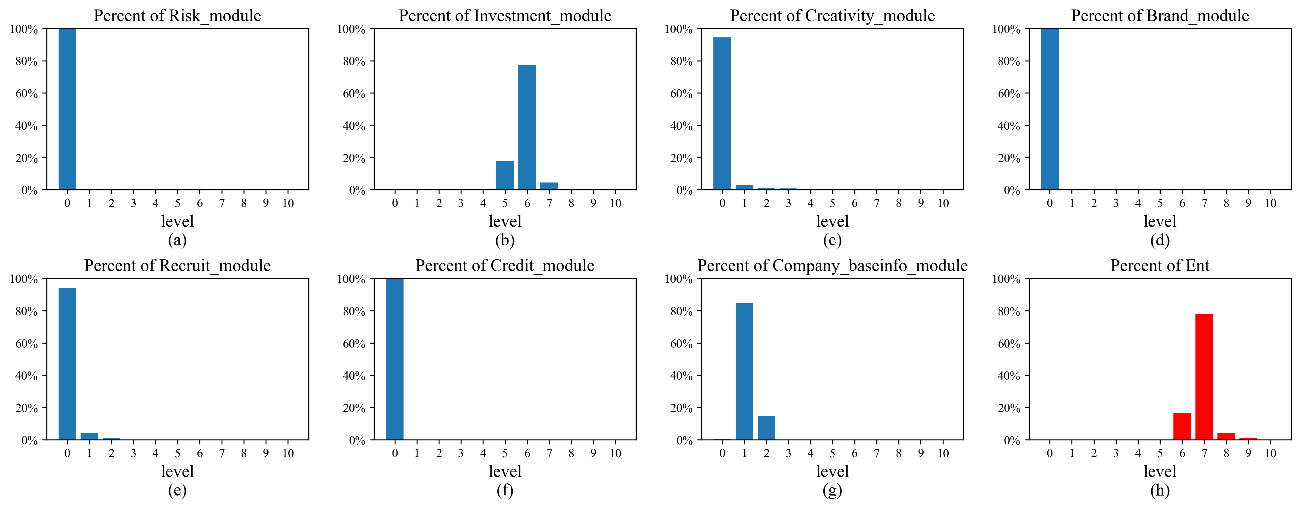 Percent of Risk_module
100%
80%
60%
40%
20%
0%
0 1 2 3 4 5 6 7 8 9 10
level
(a)
Percent of Investment_module
100%
80%
60%
40%
20%
0%
0 1 2 3 4 5 6 7 8 9 10
level
(b)
Percent of Creativity_module
100%
80%
60%
40%
20%
0%
0 1 2 3 4 5 6 7 8 9 10
level
(c)
Percent of Brand_module
100%
80%
60%
40%
20%
0%
0 1 2 3 4 5 6 7 8 9 10
level
(d)
Percent of Recruit_module
100%
80%
60%
40%
20%
0%
0 1 2 3 4 5 6 7 8 9 10
level
(e)
Percent of Credit_module
100%
80%
60%
40%
20%
0%
0 1 2 3 4 5 6 7 8 9 10
level
(f)
Percent of Company_baseinfo_module
100%
80%
60%
40%
20%
0%
0 1 2 3 4 5 6 7 8 9 10
level
(g)
Percent of Ent
100%
80%
60%
40%
20%
0%
0 1 2 3 4 5 6 7 8 9 10
level
(h)